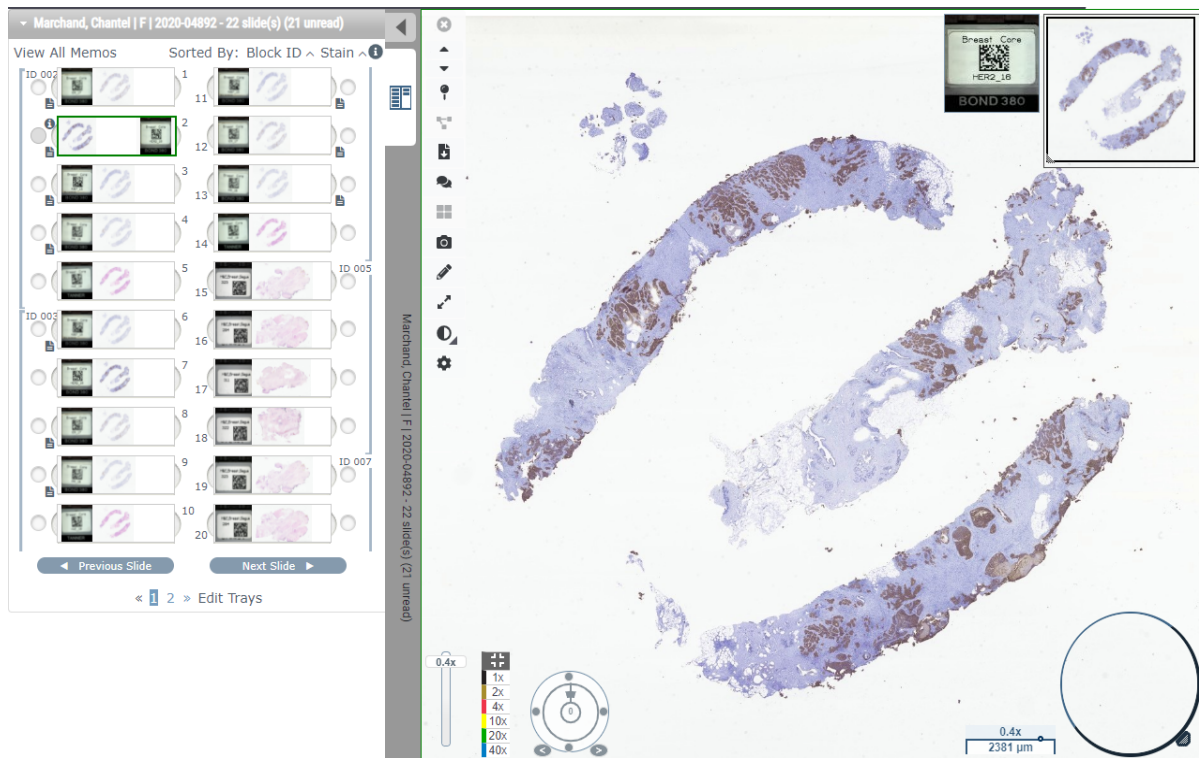 Marchand, Chantel | F | 2020-04892 - 22 slide(s) (21 unread)
View All Memos
Sorted By: Block ID Stain
ID 002
1
11
2
12
3
13
4
14
5
ID 005
15
ID 003
6
16
7
17
8
18
9
ID 007
19
10
20
Previous Slide
Next Slide
« 1 2 » Edit Trays
Marchand, Chantel | F | 2020-04892 - 22 slide(s) (21 unread)
Breast Core
HER2_16
BOND 380
0.4x
1x
2x
4x
10x
20x
40x
0
0.4x
2381 µm